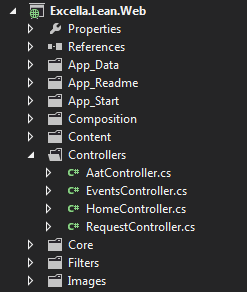 Excella.Lean.Web
Properties
References
App_Data
App_Readme
App_Start
Composition
Content
Controllers
C# AatController.cs
C# EventsController.cs
C# HomeController.cs
C# RequestController.cs
Core
Filters
Images